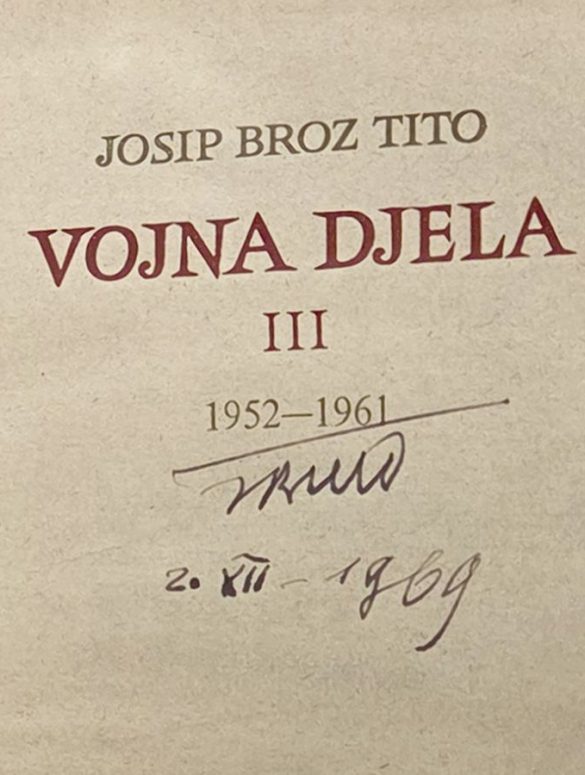 JOSIP BROZ TITO
VOJNA DJELA
III
1952—1961
2. XII - 1969